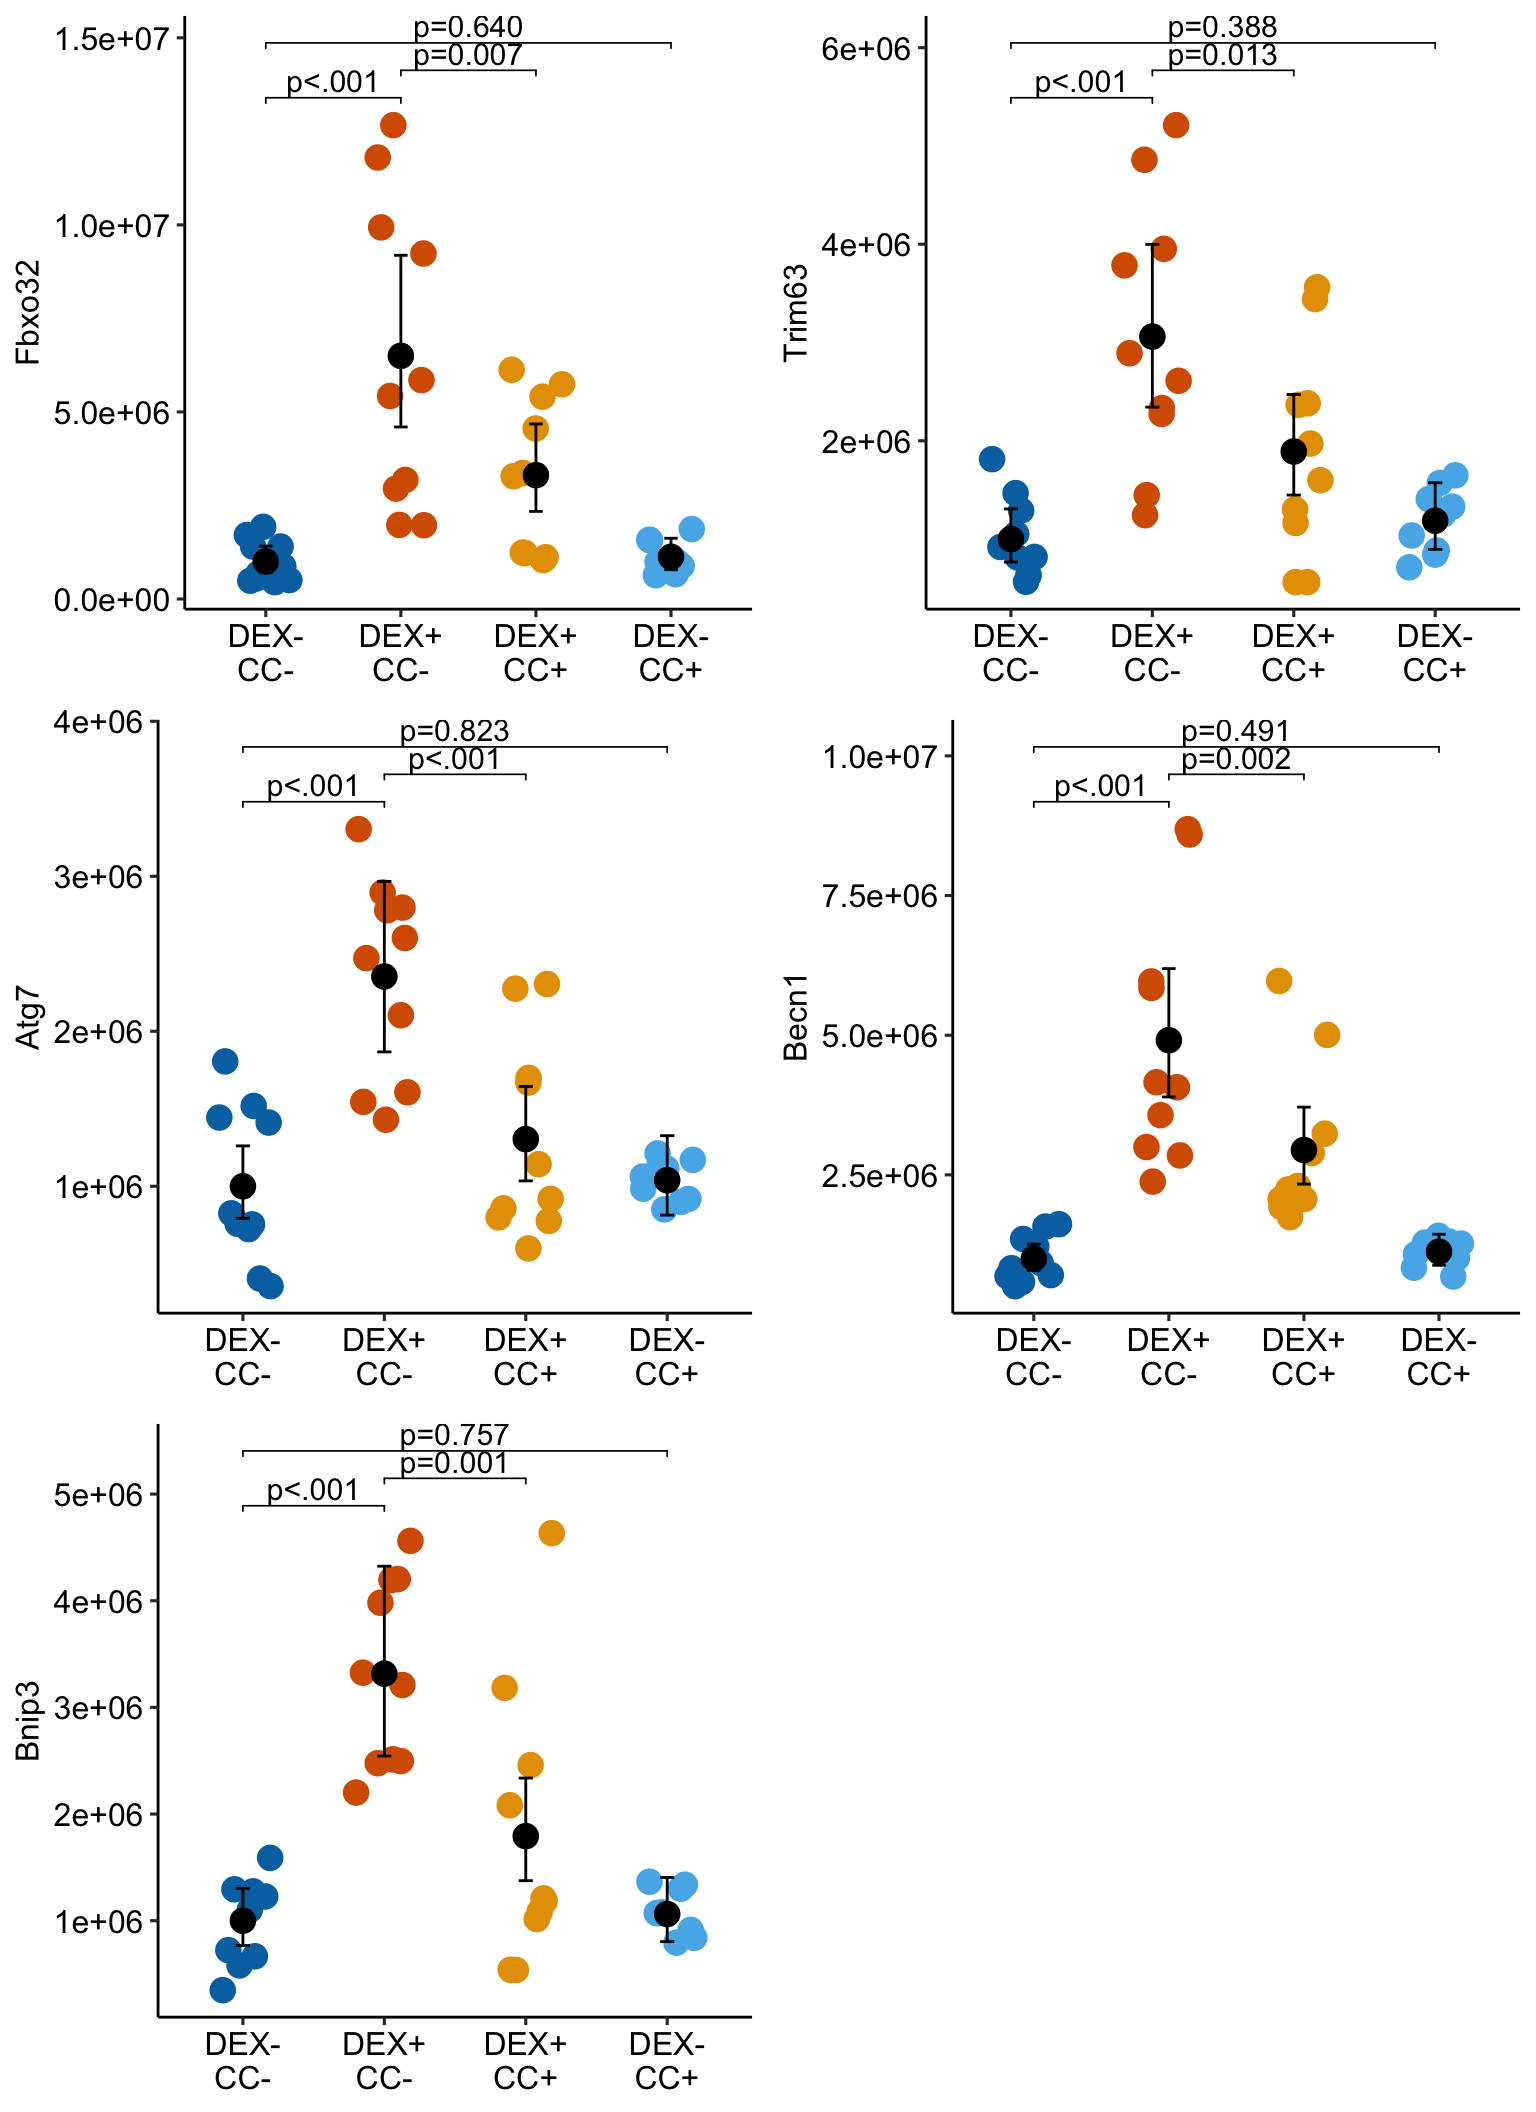 p=0.640
p=0.007
p<.001
1.5e+07
1.0e+07
5.0e+06
0.0e+00
Fbxo32
DEX- DEX+ DEX+ DEX-
CC- CC- CC+ CC+
p=0.388
p=0.013
p<.001
6e+06
4e+06
2e+06
Trim63
DEX- DEX+ DEX+ DEX-
CC- CC- CC+ CC+
p=0.823
p<.001
p<.001
4e+06
3e+06
2e+06
1e+06
Atg7
DEX- DEX+ DEX+ DEX-
CC- CC- CC+ CC+
p=0.491
p=0.002
p<.001
1.0e+07
7.5e+06
5.0e+06
2.5e+06
Becn1
DEX- DEX+ DEX+ DEX-
CC- CC- CC+ CC+
p=0.757
p=0.001
p<.001
5e+06
4e+06
3e+06
2e+06
1e+06
Bnip3
DEX- DEX+ DEX+ DEX-
CC- CC- CC+ CC+